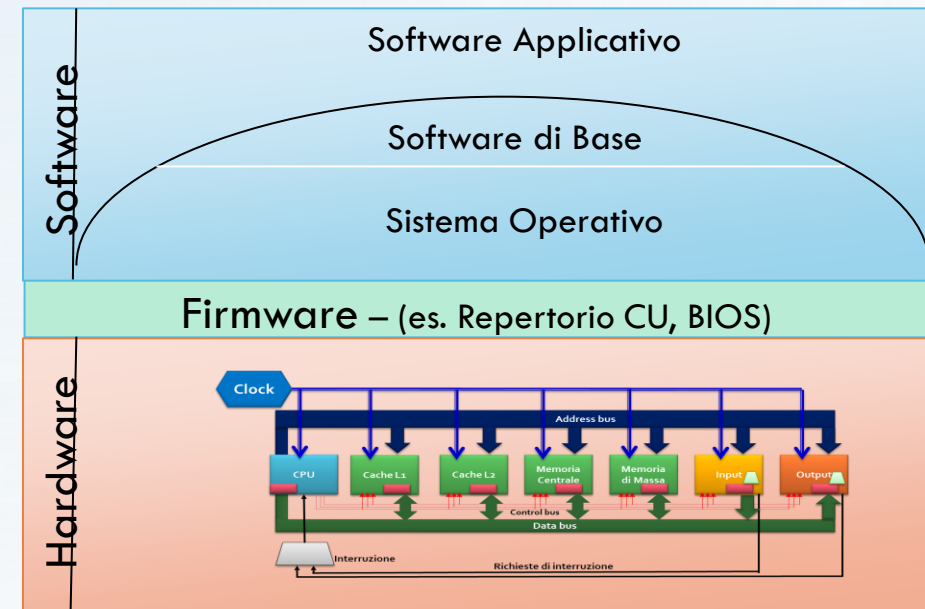 Software
Software Applicativo
Software di Base
Sistema Operativo
Firmware – (es. Repertorio CU, BIOS)
Hardware
Clock
Address bus
CPU
Cache L1
Cache L2
Memoria
Centrale
Memoria
di Massa
Input
Output
Control bus
Data bus
Interruzione
Richieste di interruzione